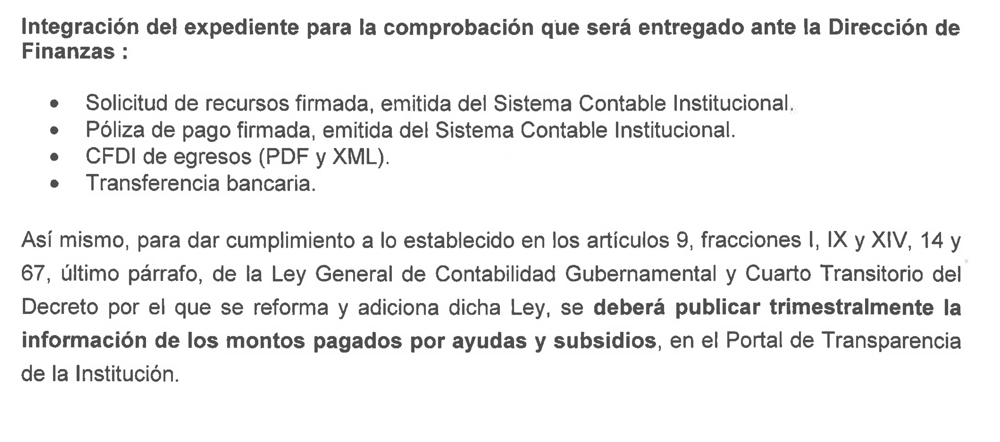 Integración del expediente para la comprobación que será entregado ante la Dirección de
Finanzas :
• Solicitud de recursos firmada, emitida del Sistema Contable Institucional.
• Póliza de pago firmada, emitida del Sistema Contable Institucional.
• CFDI de egresos (PDF y XML).
• Transferencia bancaria.
Así mismo, para dar cumplimiento a lo establecido en los artículos 9, fracciones I, IX y XIV, 14 y
67, último párrafo, de la Ley General de Contabilidad Gubernamental y Cuarto Transitorio del
Decreto por el que se reforma y adiciona dicha Ley, se deberá publicar trimestralmente la
información de los montos pagados por ayudas y subsidios, en el Portal de Transparencia
de la Institución.